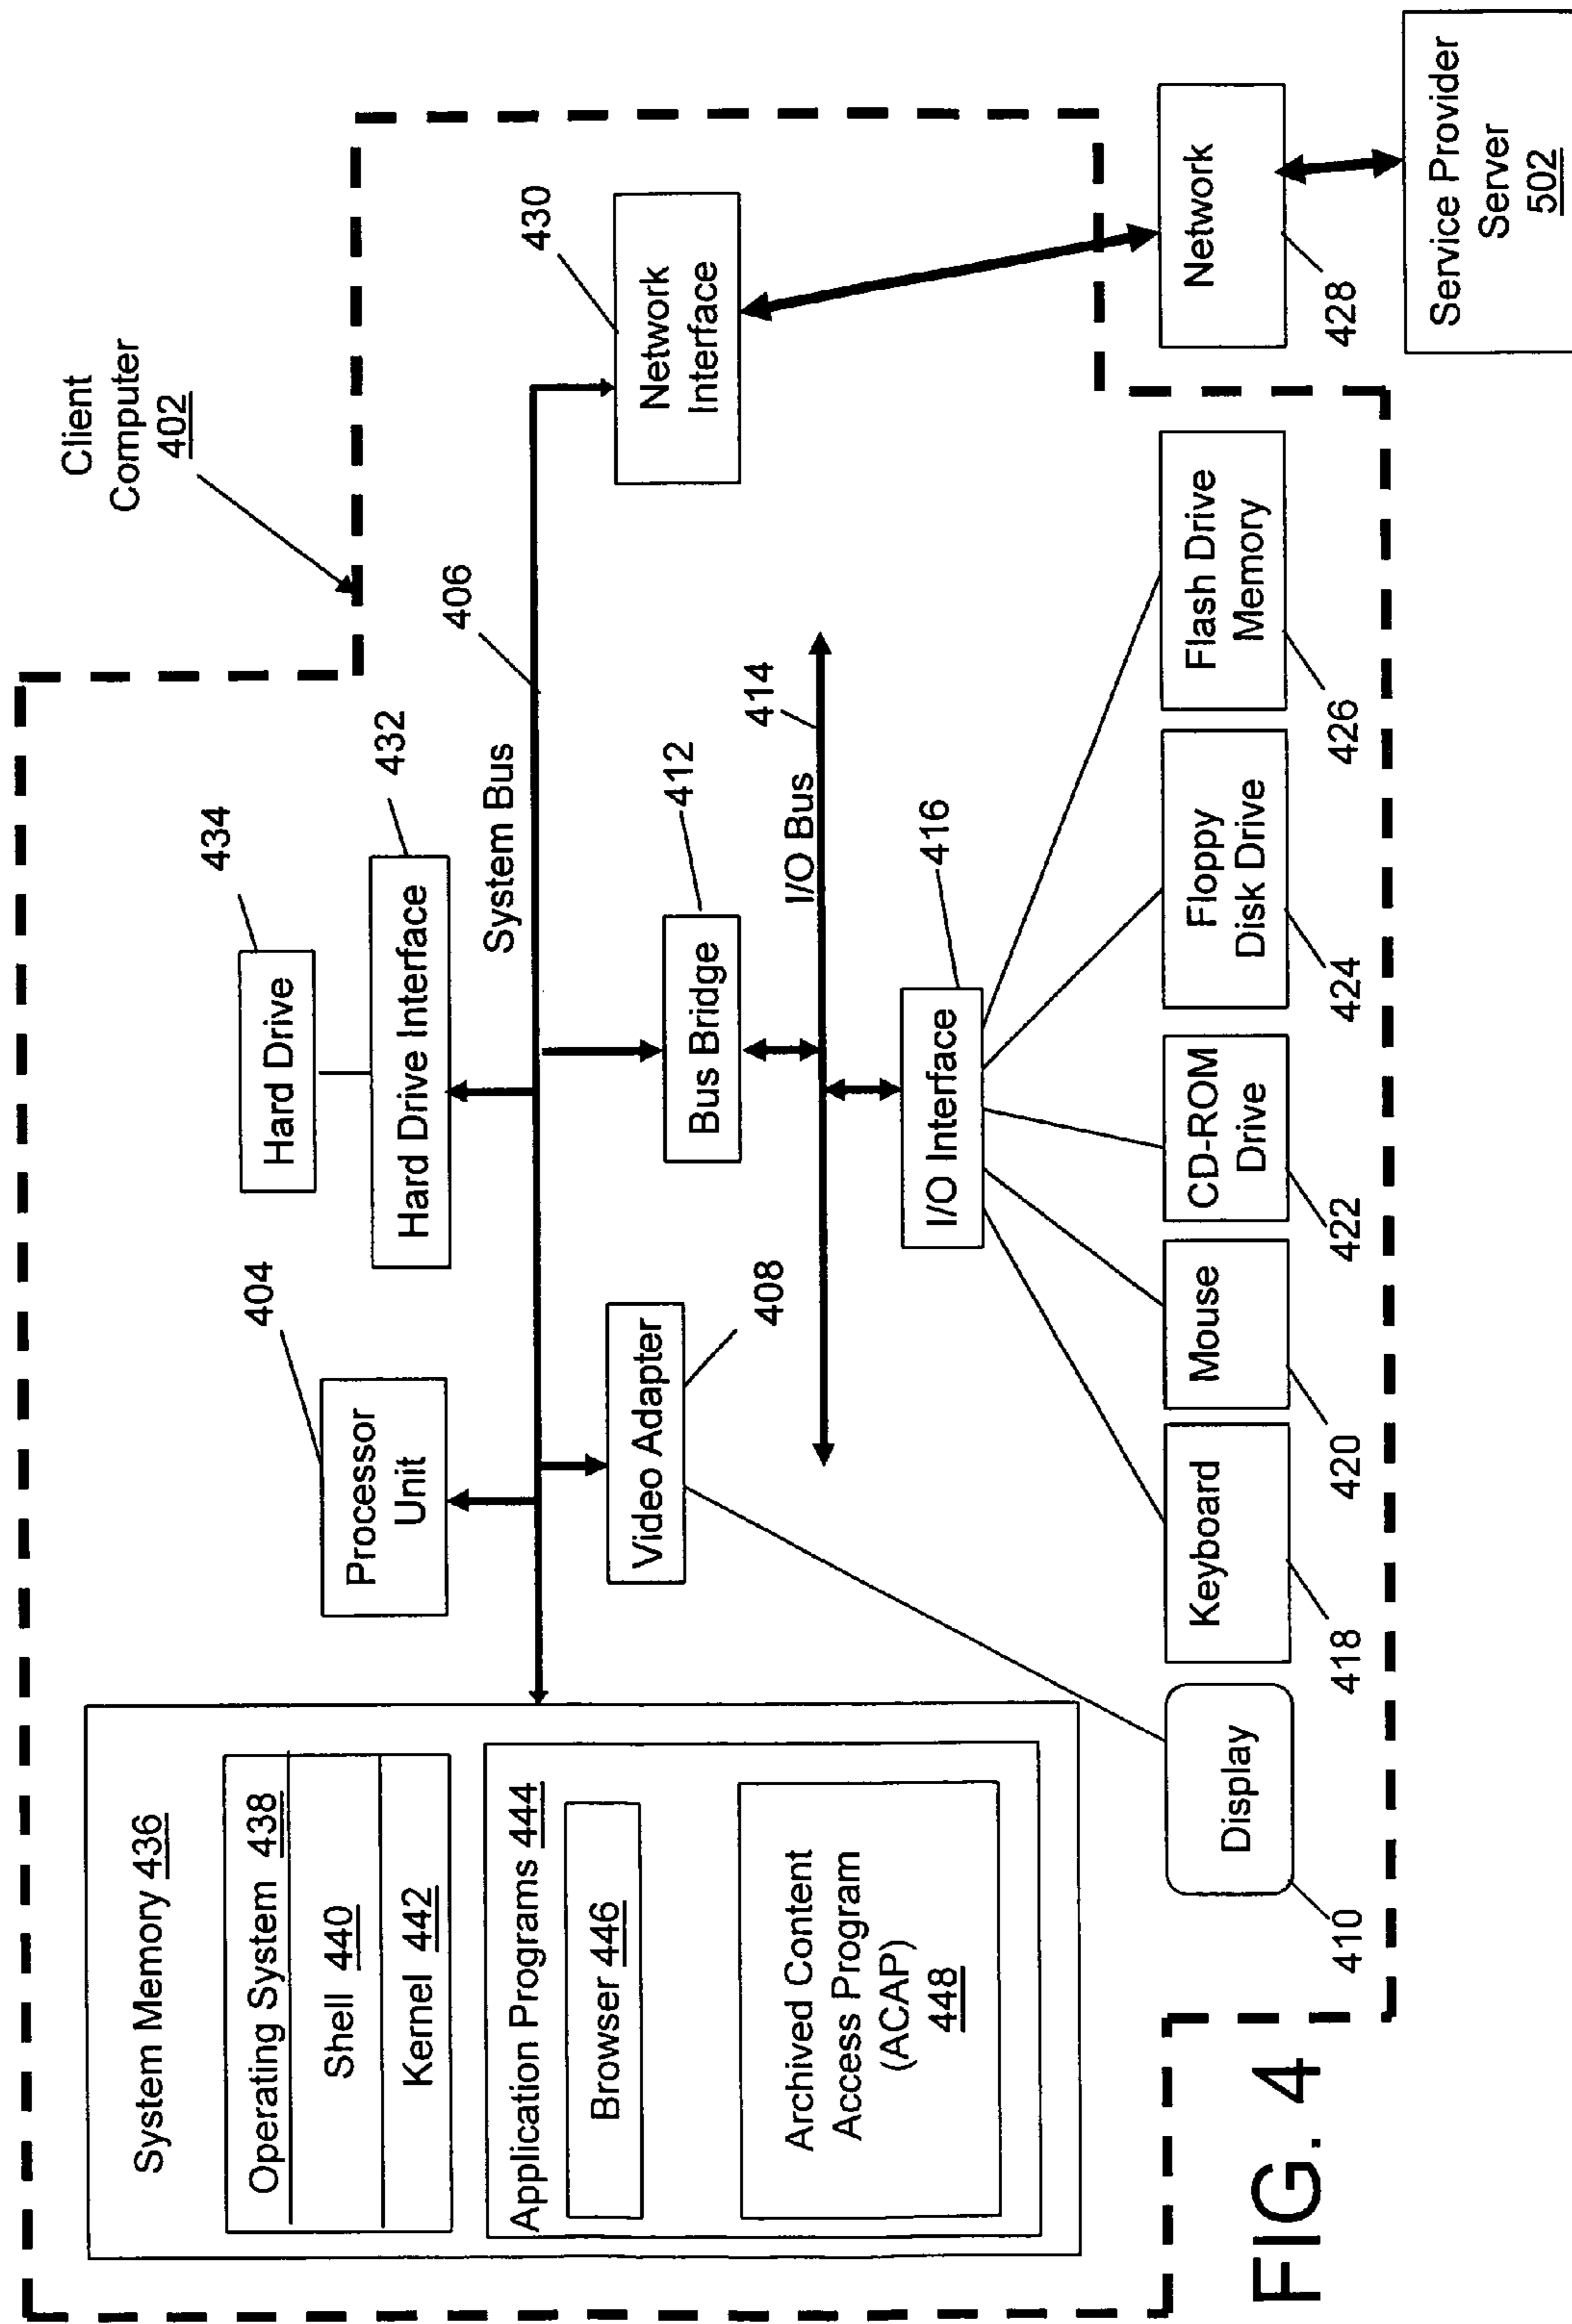 Client
Computer
402
System Memory 436
Operating System 438
Shell 440
Kernel 442
Application Programs 444
Browser 446
Archived Content
Access Program
(ACAP)
448
404
Processor
Unit
434
Hard Drive
432
Hard Drive Interface
System Bus
406
430
Network
Interface
Video Adapter
408
412
Bus Bridge
414
I/O Bus
416
I/O Interface
Display
410
Keyboard
418
Mouse
420
CD-ROM
Drive
422
Floppy
Disk Drive
424
Flash Drive
Memory
426
Network
428
Service Provider
Server
502
FIG. 4